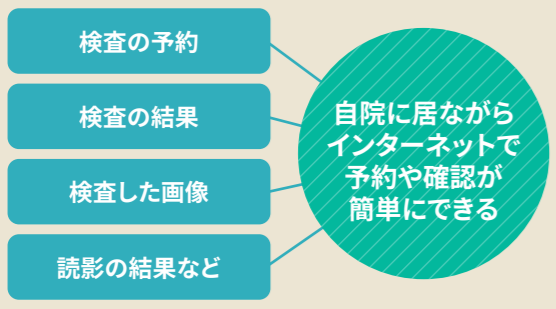 検査の予約
検査の結果
検査した画像
読影の結果など
自院に居ながら
インターネットで
予約や確認が
簡単にできる